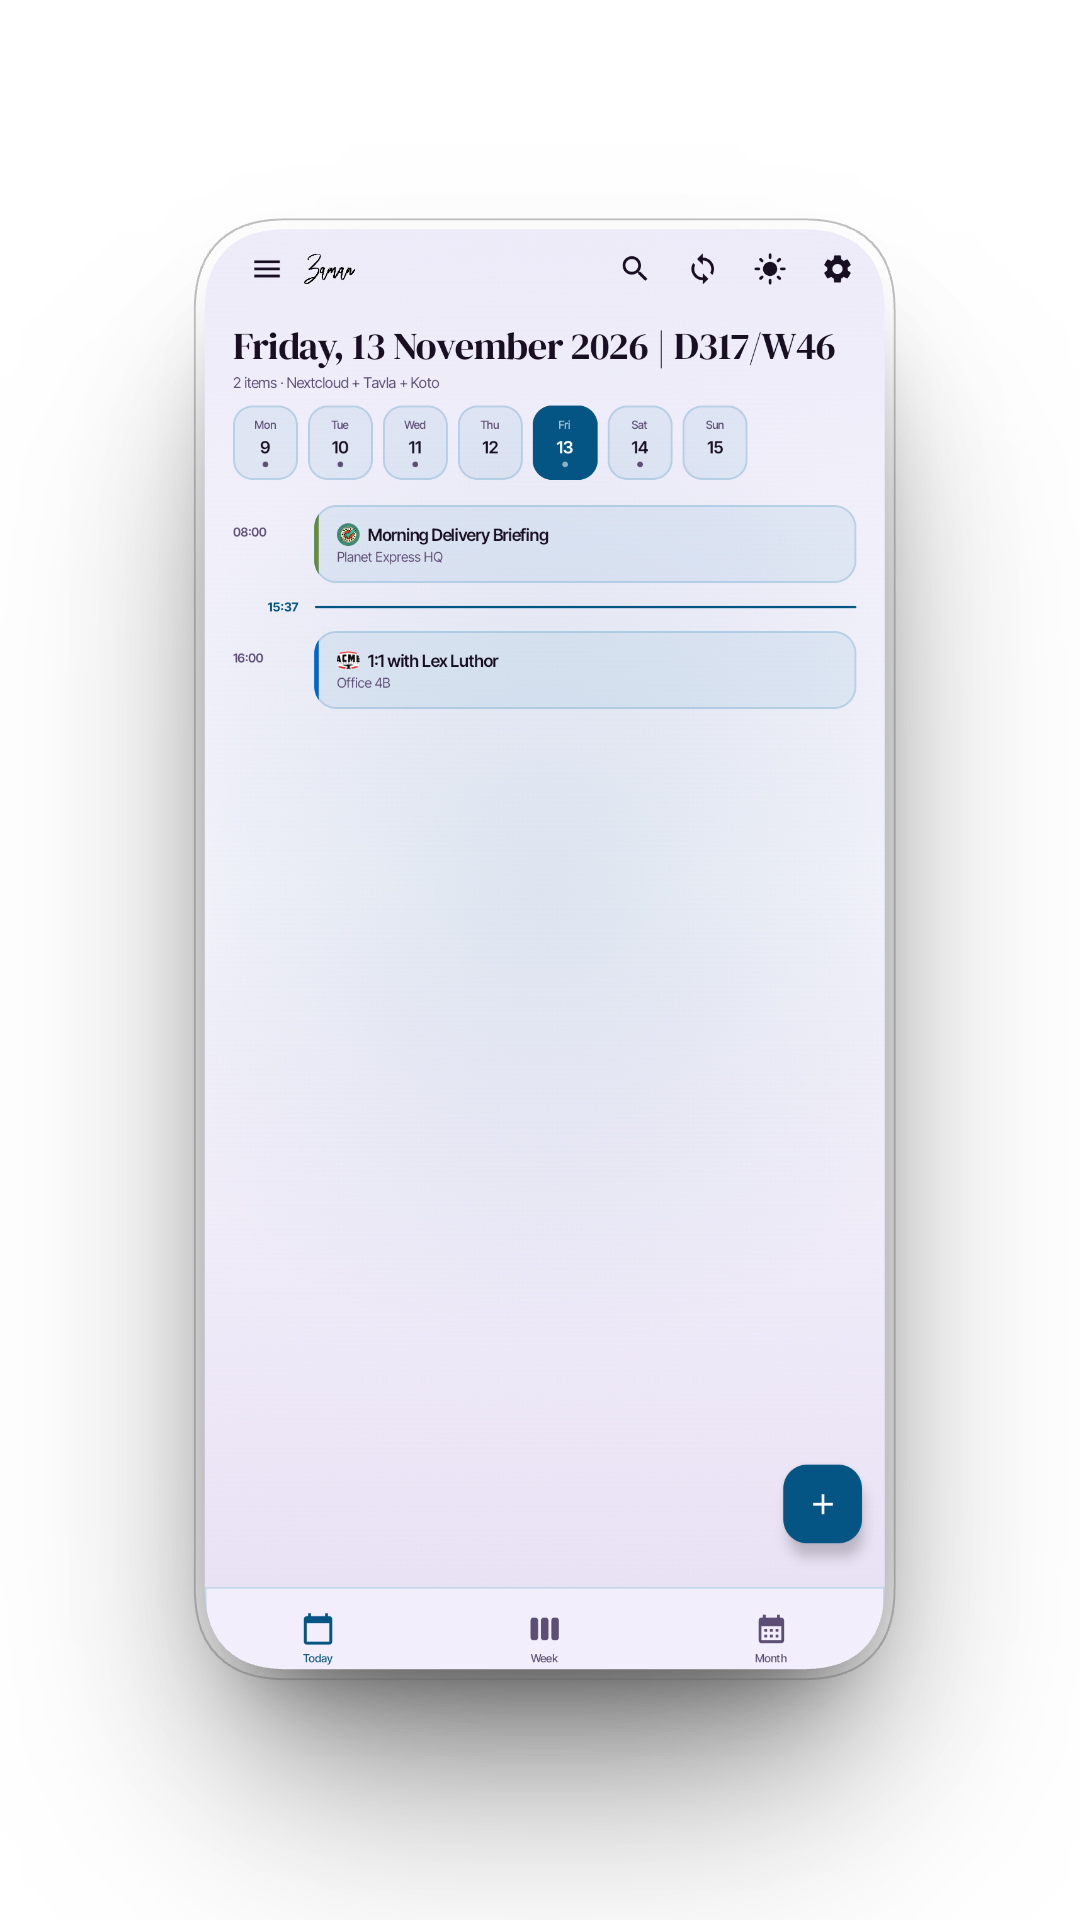 Zaman
Friday, 13 November 2026 | D317/W46
2 items · Nextcloud + Tavla + Koto
Mon Tue Wed Thu Fri Sat Sun
9 10 11 12 13 14 15
08:00 Morning Delivery Briefing
Planet Express HQ
15:37
16:00 ACME 1:1 with Lex Luthor
Office 4B
Today Week Month